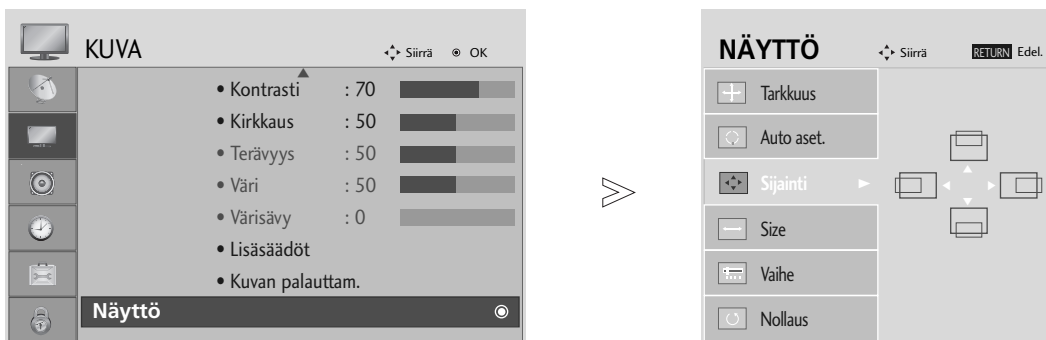 KUVA
Siirrä OK
• Kontrasti : 70
• Kirkkaus : 50
• Terävyys : 50
• Väri : 50
• Värisävy : 0
• Lisäsäädöt
• Kuvan palauttam.
Näyttö
NÄYTTÖ
Siirrä RETURN Edel.
Tarkkuus
Auto aset.
Sijainti
Size
Vaihe
Nollaus